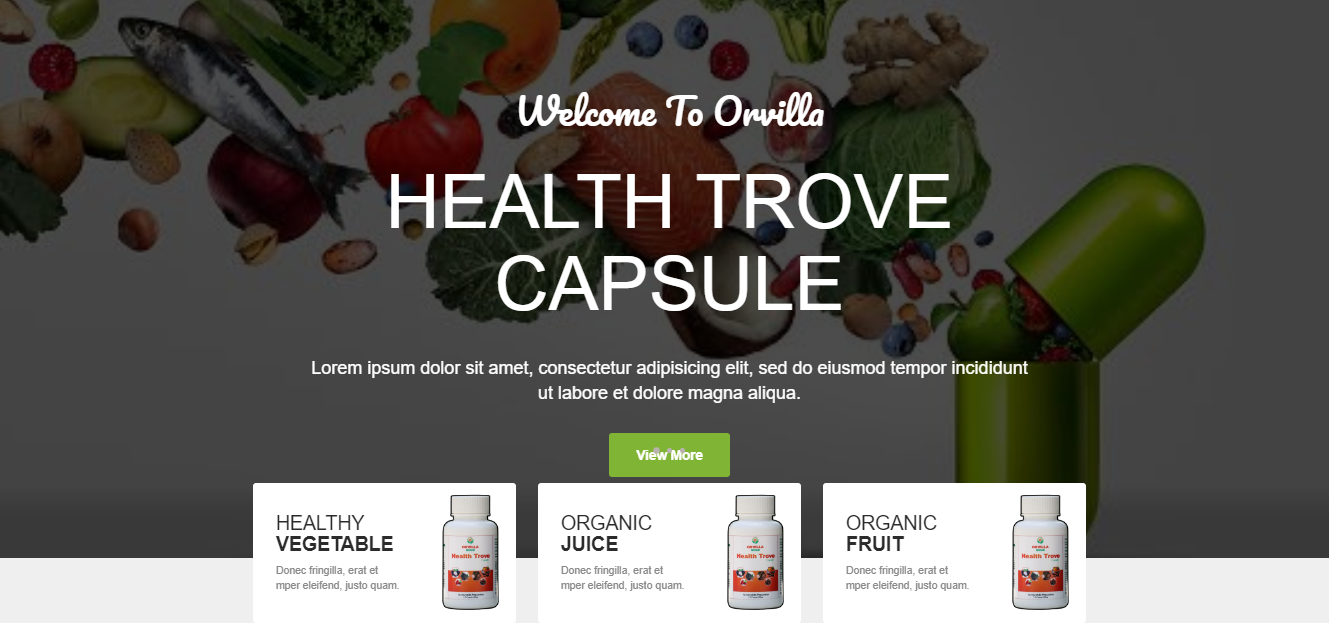 Welcome To Orvilla
HEALTH TROVE
CAPSULE
Lorem ipsum dolor sit amet, consectetur adipisicing elit, sed do eiusmod tempor incididunt
ut labore et dolore magna aliqua.
View More
HEALTHY
VEGETABLE
Donec fringilla, erat et
mper eleifend, justo quam.
ORVILLA
Health Trove
ORGANIC
JUICE
Donec fringilla, erat et
mper eleifend, justo quam.
ORVILLA
Health Trove
ORGANIC
FRUIT
Donec fringilla, erat et
mper eleifend, justo quam.
ORVILLA
Health Trove